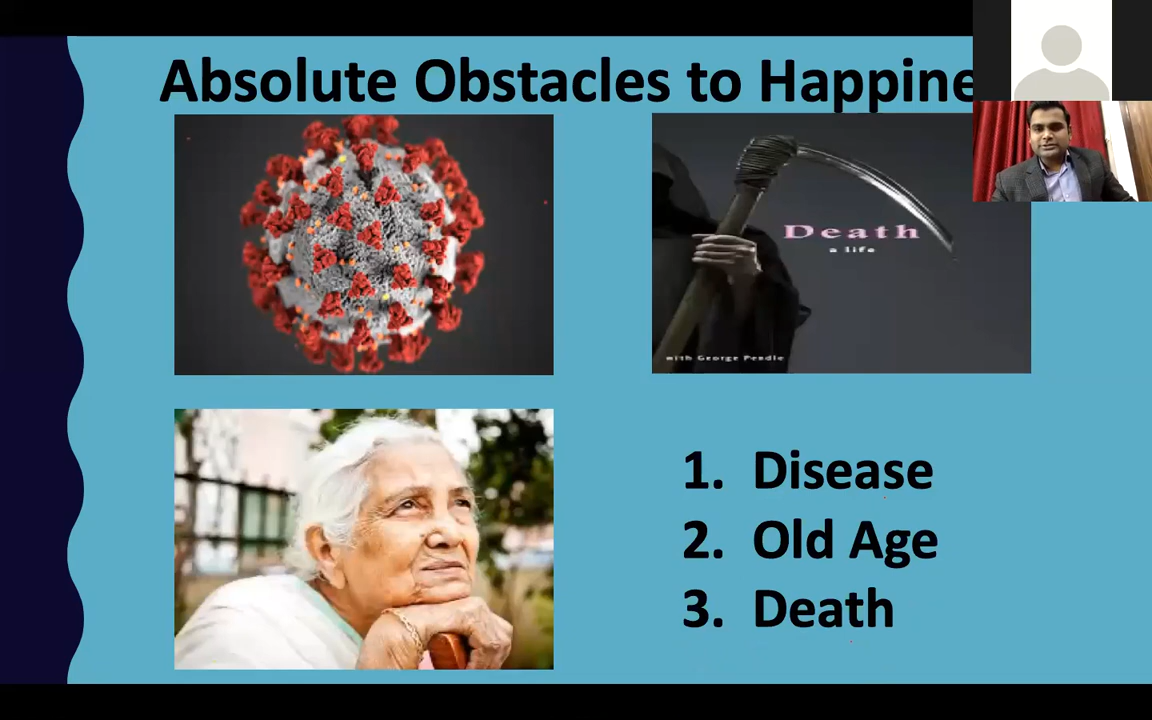 Absolute Obstacles to Happine
Death
a life
with George Pendle
1. Disease
2. Old Age
3. Death